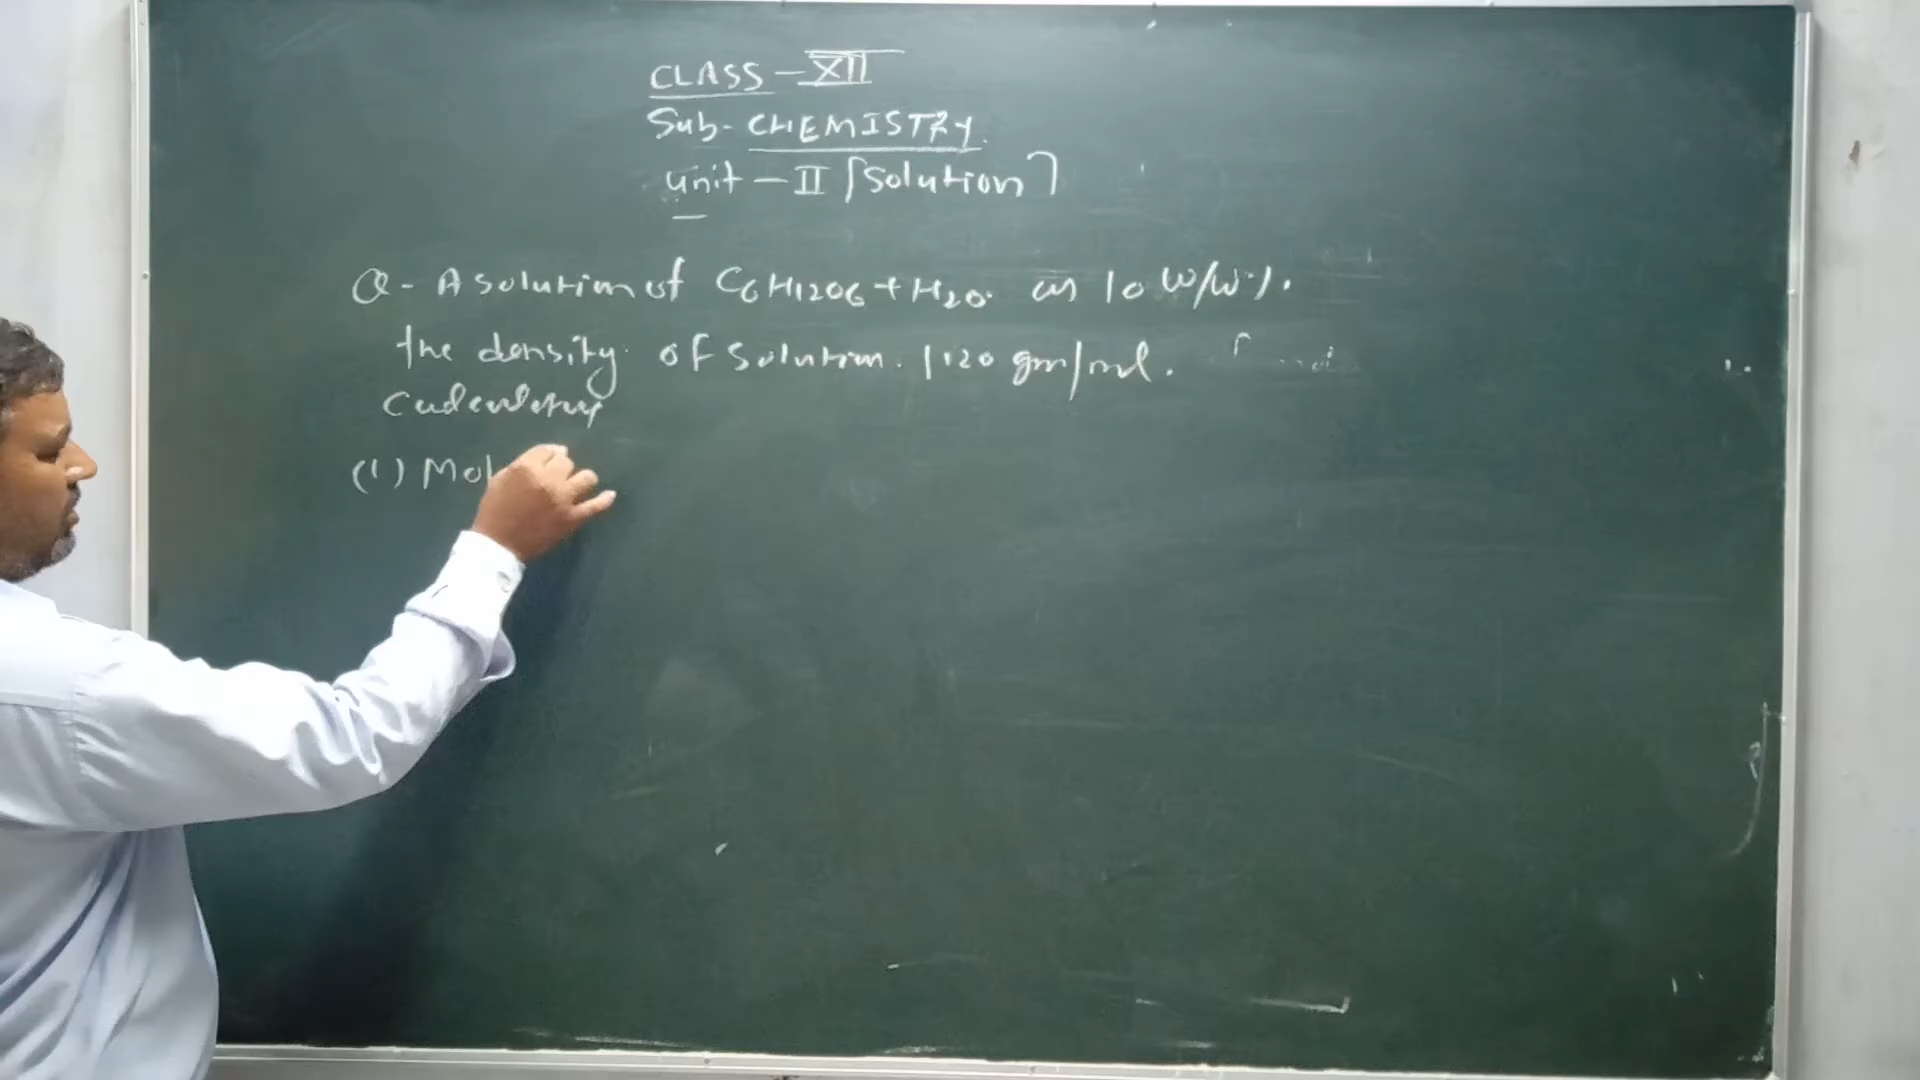 CLASS - XII
Sub- CHEMISTRY.
unit - II [Solution]
Q - A solution of C6H12O6 + H2O as 10 W/W%.
the density of Solution. 1.20 gm/ml.
(1) Mol